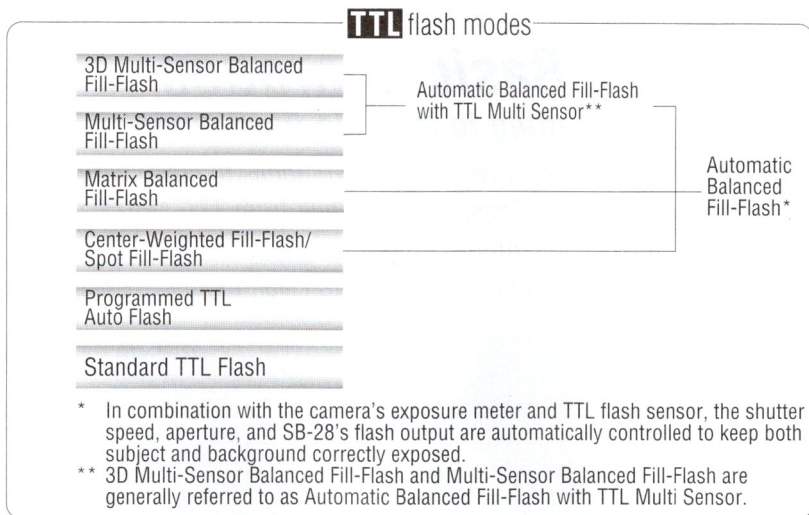 TTL flash modes
3D Multi-Sensor Balanced
Fill-Flash
Automatic Balanced Fill-Flash
with TTL Multi Sensor**
Multi-Sensor Balanced
Fill-Flash
Matrix Balanced
Fill-Flash
Automatic
Balanced
Fill-Flash*
Center-Weighted Fill-Flash/
Spot Fill-Flash
Programmed TTL
Auto Flash
Standard TTL Flash
* In combination with the camera's exposure meter and TTL flash sensor, the shutter
speed, aperture, and SB-28's flash output are automatically controlled to keep both
subject and background correctly exposed.
** 3D Multi-Sensor Balanced Fill-Flash and Multi-Sensor Balanced Fill-Flash are
generally referred to as Automatic Balanced Fill-Flash with TTL Multi Sensor.